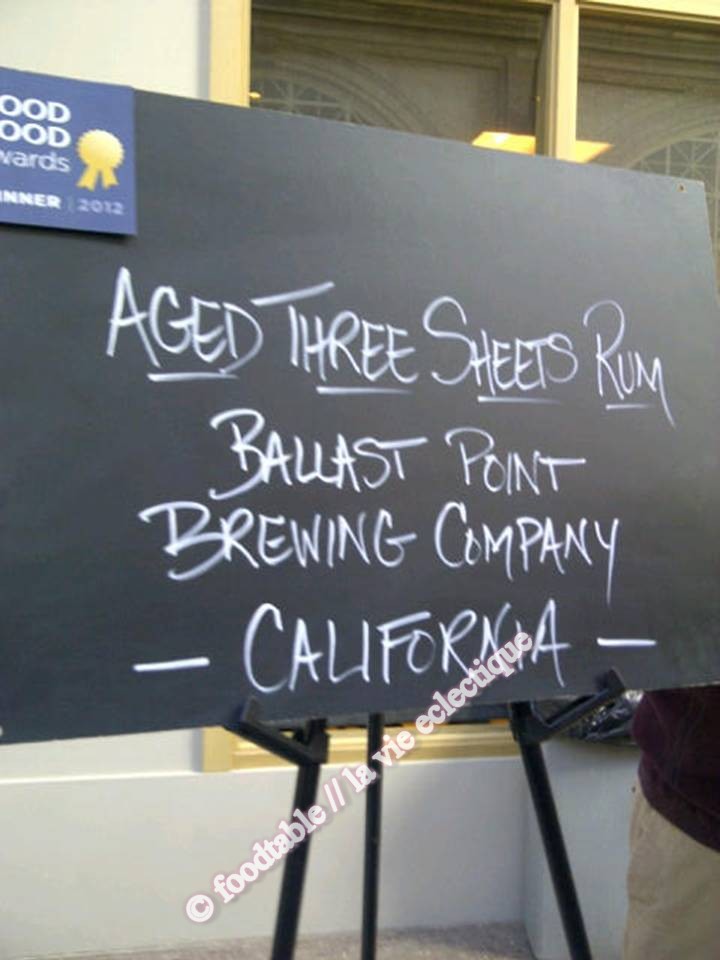 OOD
OOD
wards
INNER | 2012
AGED THREE SHEETS RUM
BALLAST POINT
BREWING COMPANY
— CALIFORNIA —
© foodtable // la vie eclectique